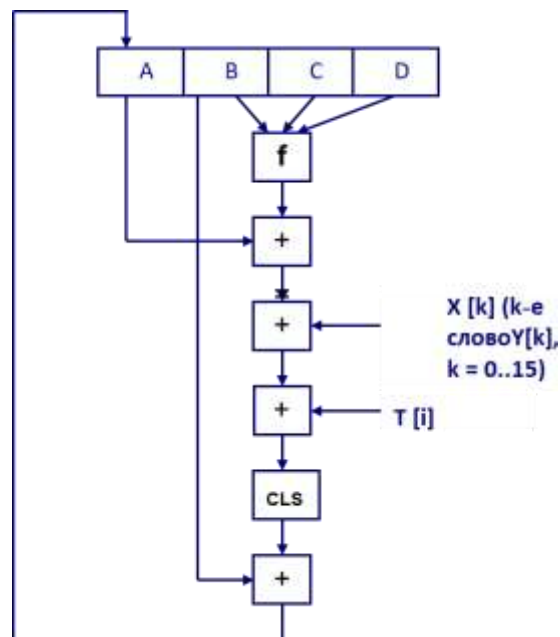 A B C D
f
+
+
X [k] (k-е
словоY[k],
k = 0..15)
+
T [i]
CLS
+